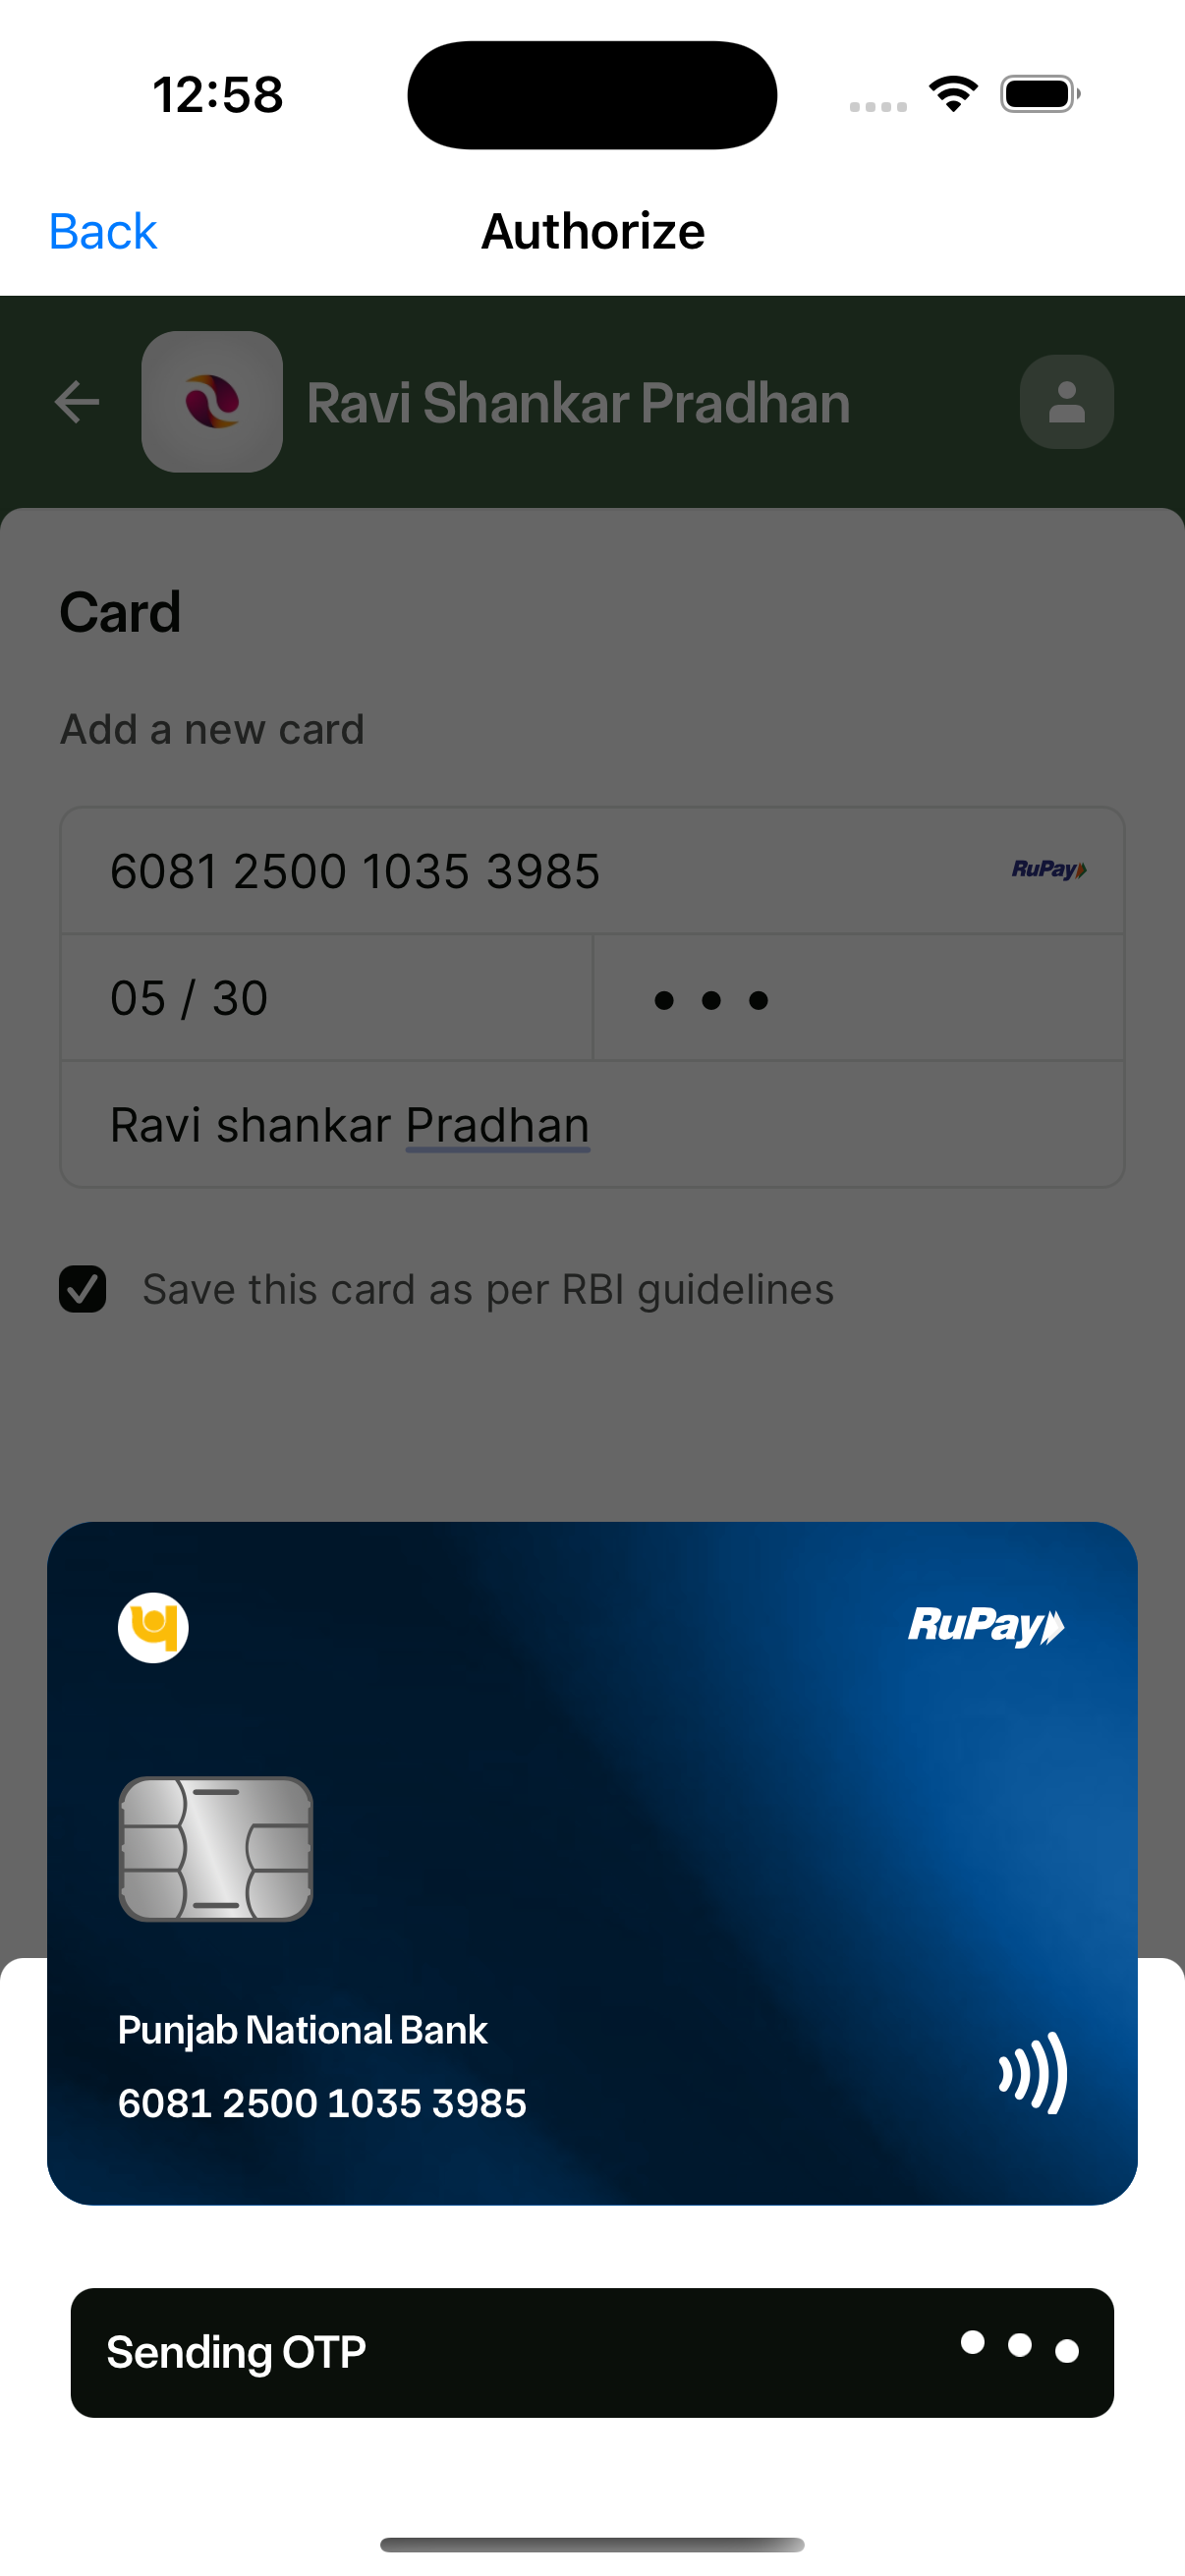 12:58
Back
Authorize
Ravi Shankar Pradhan
Card
Add a new card
6081 2500 1035 3985
RuPay
05 / 30
Ravi shankar Pradhan
Save this card as per RBI guidelines
RuPay
Punjab National Bank
6081 2500 1035 3985
Sending OTP